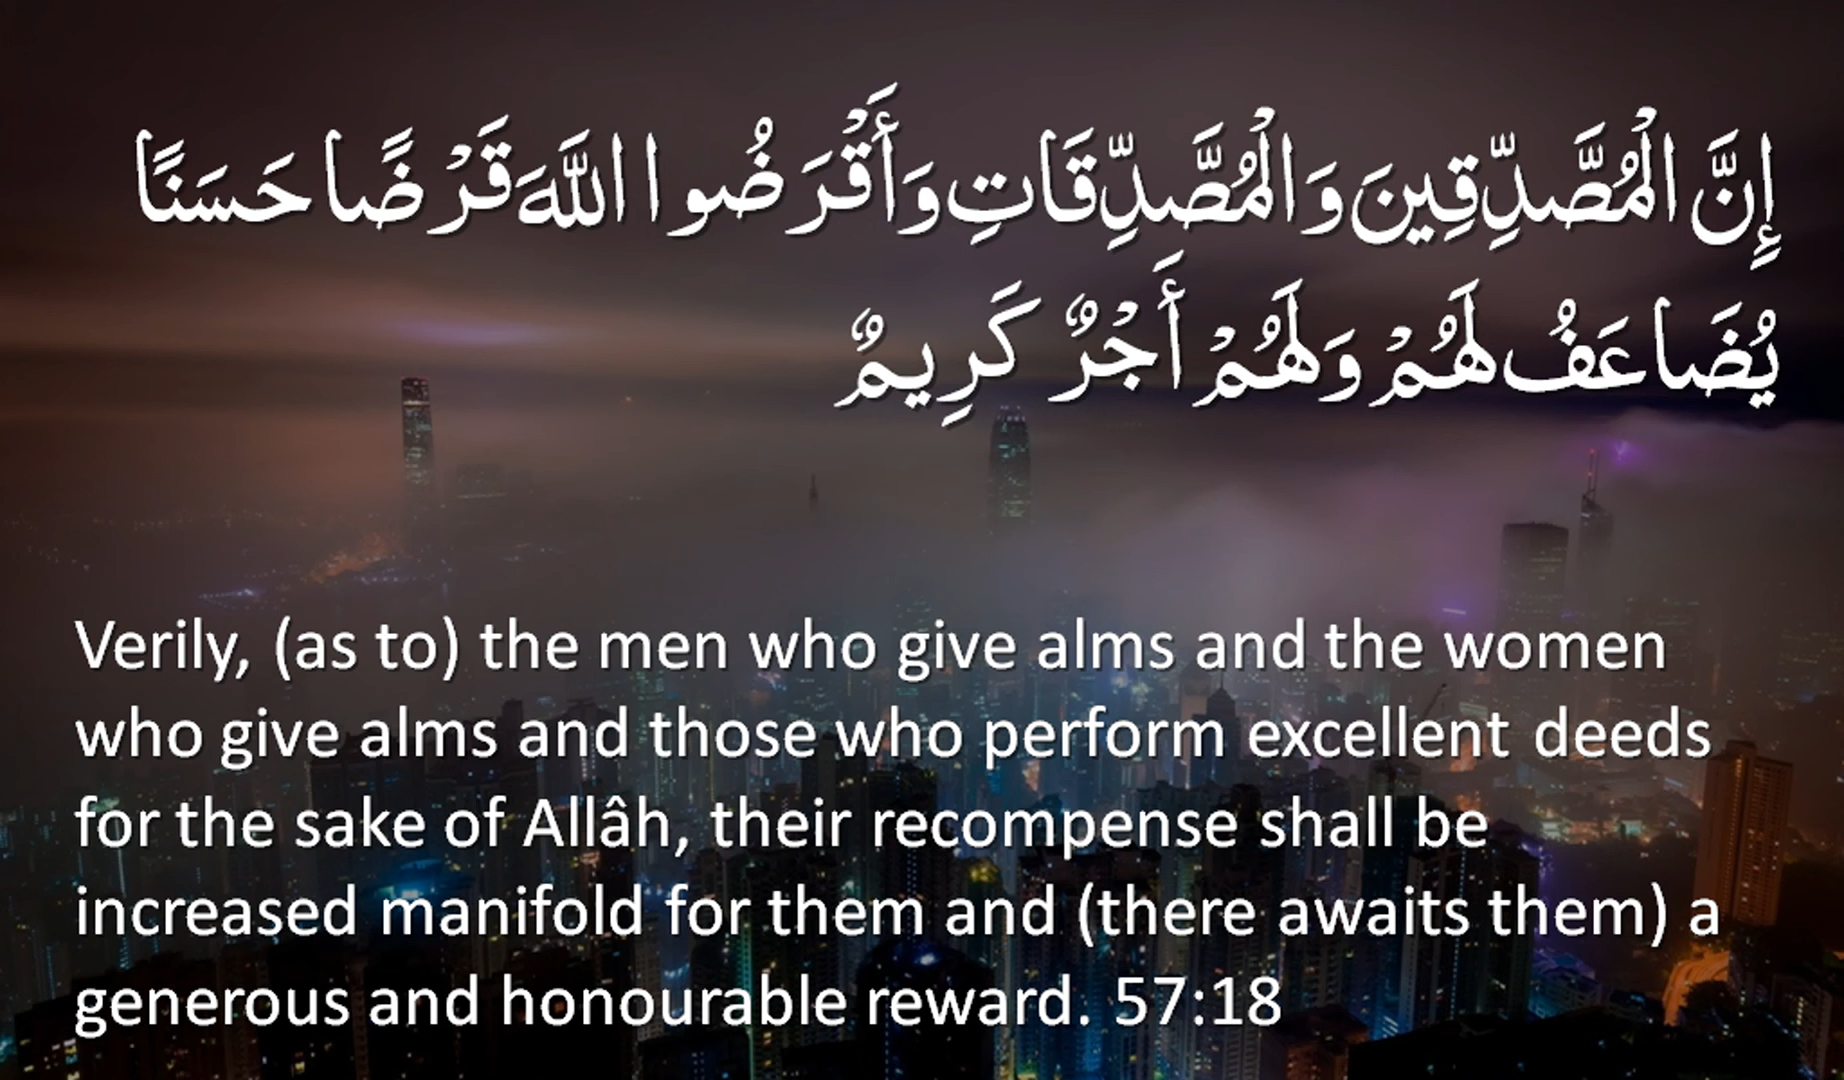 إِنَّ الْمُصَّدِّقِينَ وَالْمُصَّدِّقَاتِ وَأَقْرَضُوا اللَّهَ قَرْضًا حَسَنًا
يُضَاعَفُ لَهُمْ وَلَهُمْ أَجْرٌ كَرِيمٌ
Verily, (as to) the men who give alms and the women
who give alms and those who perform excellent deeds
for the sake of Allâh, their recompense shall be
increased manifold for them and (there awaits them) a
generous and honourable reward. 57:18